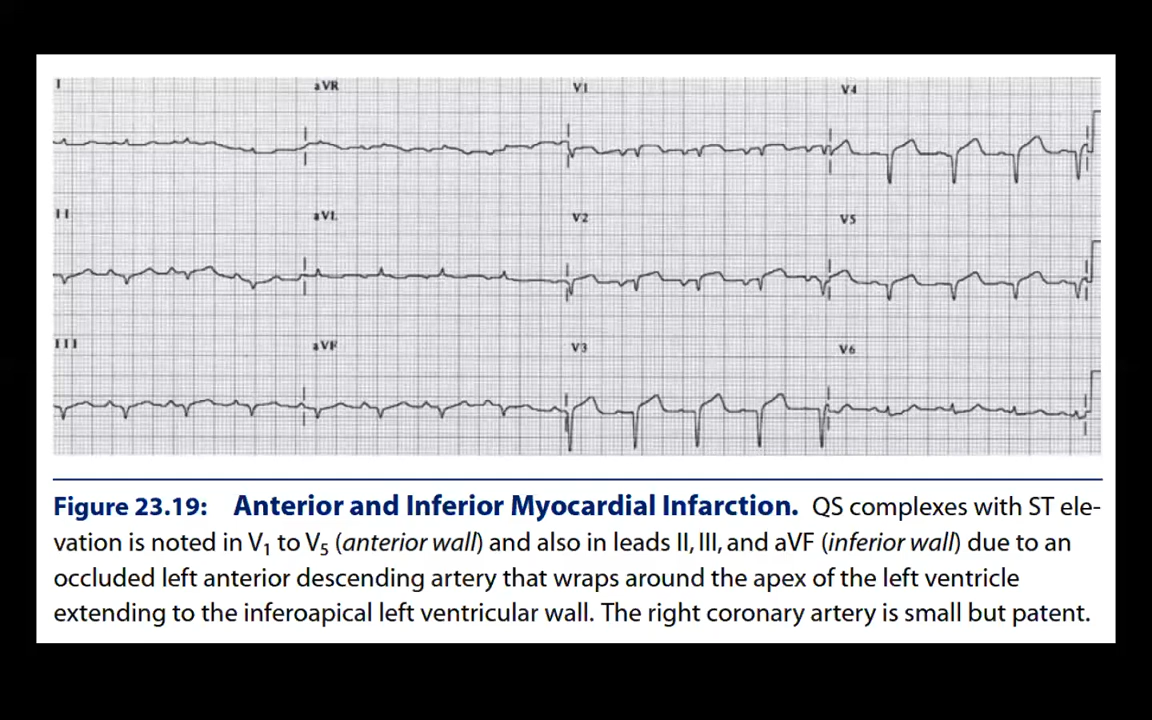 I aVR V1 V4
II aVL V2 V5
III aVF V3 V6
Figure 23.19: Anterior and Inferior Myocardial Infarction. QS complexes with ST ele-
vation is noted in V1 to V5 (anterior wall) and also in leads II, III, and aVF (inferior wall) due to an
occluded left anterior descending artery that wraps around the apex of the left ventricle
extending to the inferoapical left ventricular wall. The right coronary artery is small but patent.